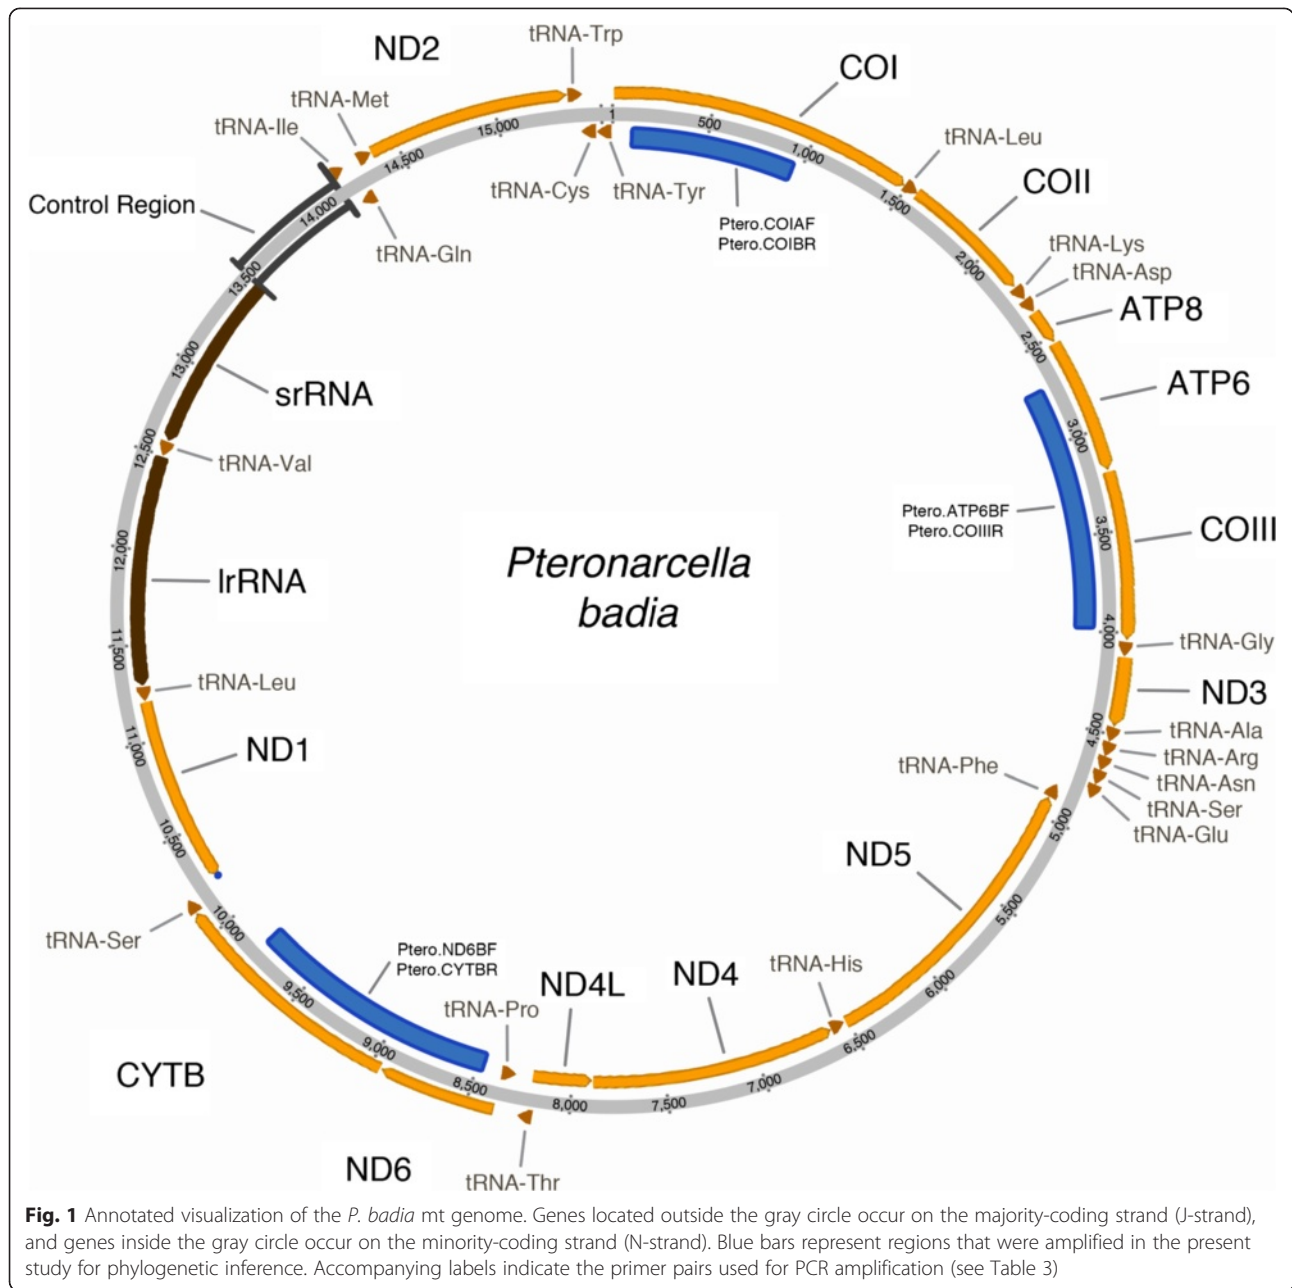 tRNA-Trp
ND2
COI
tRNA-Met
tRNA-Ile
tRNA-Leu
Control Region
COII
tRNA-Cys
tRNA-Tyr
Ptero.COIAF
Ptero.COIBR
tRNA-Gln
tRNA-Lys
tRNA-Asp
ATP8
ATP6
srRNA
tRNA-Val
Ptero.ATP6BF
Ptero.COIIIR
COIII
Pteronarcella
badia
lrRNA
tRNA-Gly
tRNA-Leu
ND3
ND1
tRNA-Ala
tRNA-Arg
tRNA-Asn
tRNA-Ser
tRNA-Glu
tRNA-Phe
ND5
tRNA-Ser
Ptero.ND6BF
Ptero.CYTBR
tRNA-Pro
ND4L
ND4
tRNA-His
CYTB
ND6
tRNA-Thr
1
500
1,000
1,500
2,000
2,500
3,000
3,500
4,000
4,500
5,000
5,500
6,000
6,500
7,000
7,500
8,000
8,500
9,000
9,500
10,000
10,500
11,000
11,500
12,000
12,500
13,000
13,500
14,000
14,500
15,000
Fig. 1 Annotated visualization of the P. badia mt genome. Genes located outside the gray circle occur on the majority-coding strand (J-strand),
and genes inside the gray circle occur on the minority-coding strand (N-strand). Blue bars represent regions that were amplified in the present
study for phylogenetic inference. Accompanying labels indicate the primer pairs used for PCR amplification (see Table 3)